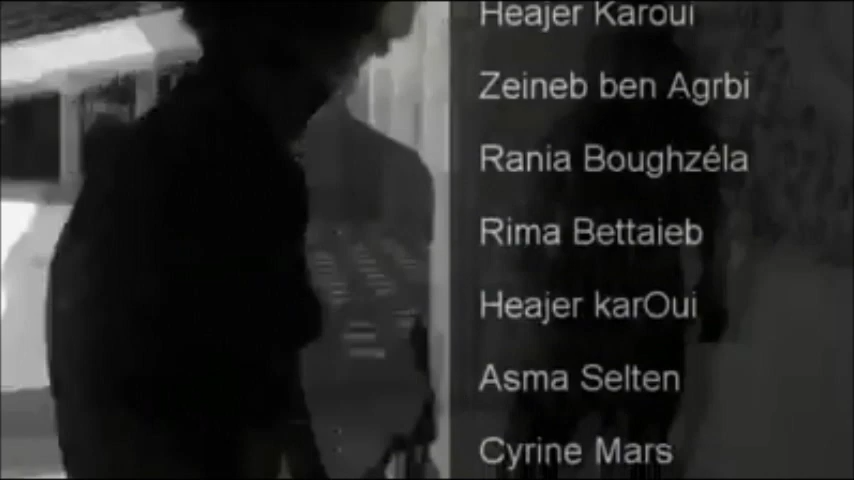 Heajer Karoui
Zeineb ben Agrbi
Rania Boughzéla
Rima Bettaieb
Heajer karOui
Asma Selten
Cyrine Mars